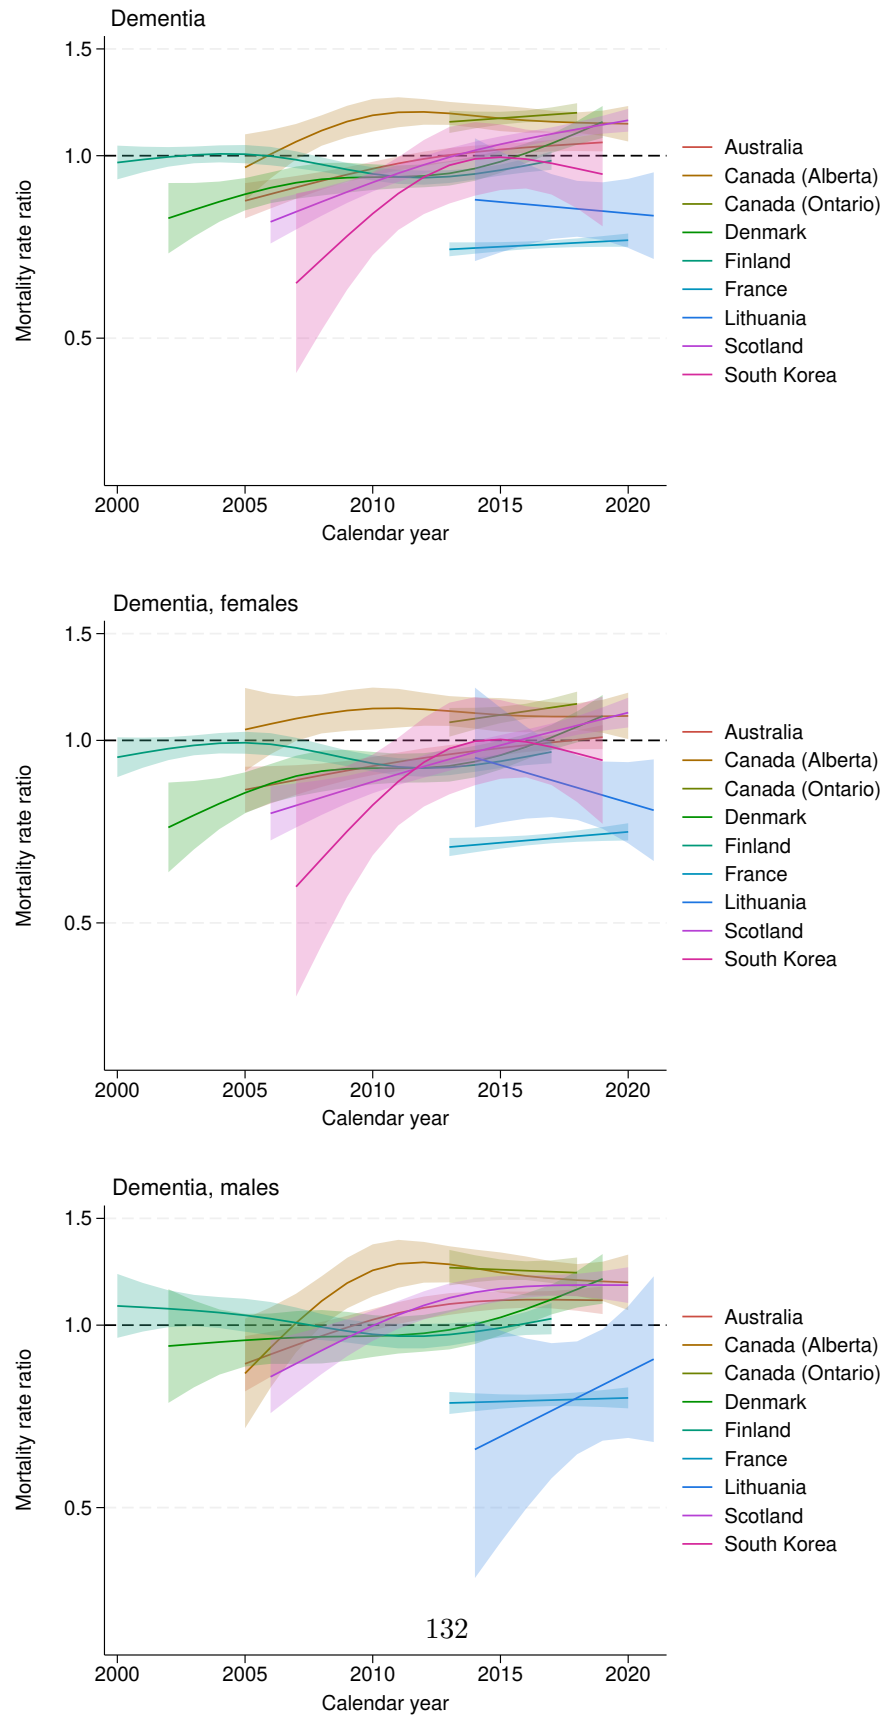 Dementia
1.5
1.0
0.5
Mortality rate ratio
2000 2005 2010 2015 2020
Calendar year
Australia
Canada (Alberta)
Canada (Ontario)
Denmark
Finland
France
Lithuania
Scotland
South Korea
Dementia, females
1.5
1.0
0.5
Mortality rate ratio
2000 2005 2010 2015 2020
Calendar year
Australia
Canada (Alberta)
Canada (Ontario)
Denmark
Finland
France
Lithuania
Scotland
South Korea
Dementia, males
1.5
1.0
0.5
Mortality rate ratio
2000 2005 2010 2015 2020
Calendar year
Australia
Canada (Alberta)
Canada (Ontario)
Denmark
Finland
France
Lithuania
Scotland
South Korea
132